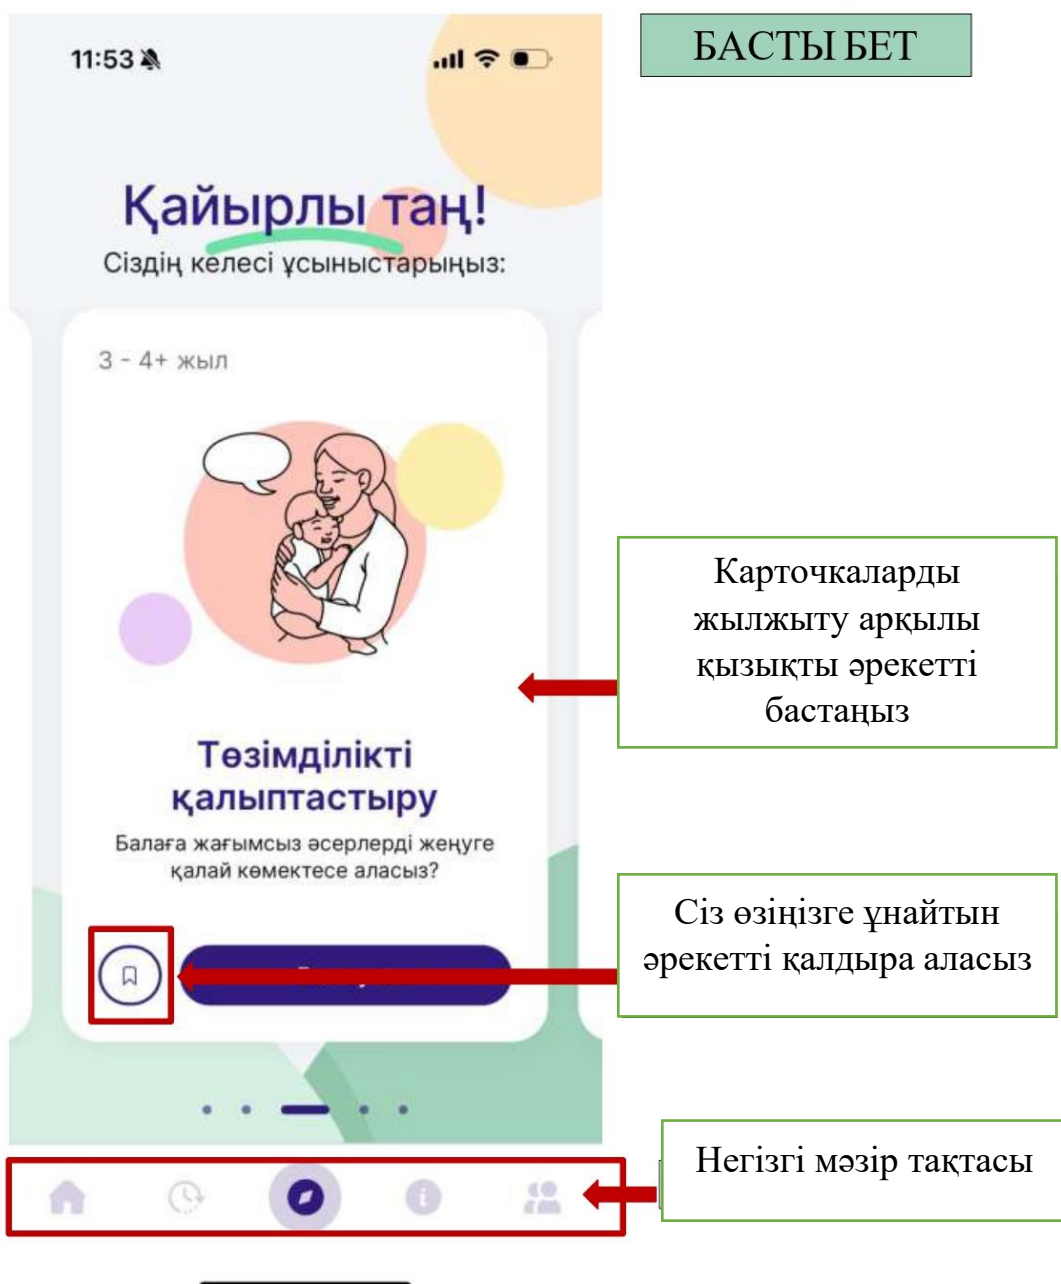 11:53
БАСТЫ БЕТ
Қайырлы таң!
Сіздің келесі ұсыныстарыңыз:
3 - 4+ жыл
Карточкаларды
жылжыту арқылы
қызықты әрекетті
бастаңыз
Төзімділікті
қалыптастыру
Балаға жағымсыз әсерлерді жеңуге
қалай көмектесе аласыз?
Сіз өзіңізге ұнайтын
әрекетті қалдыра аласыз
Негізгі мәзір тақтасы